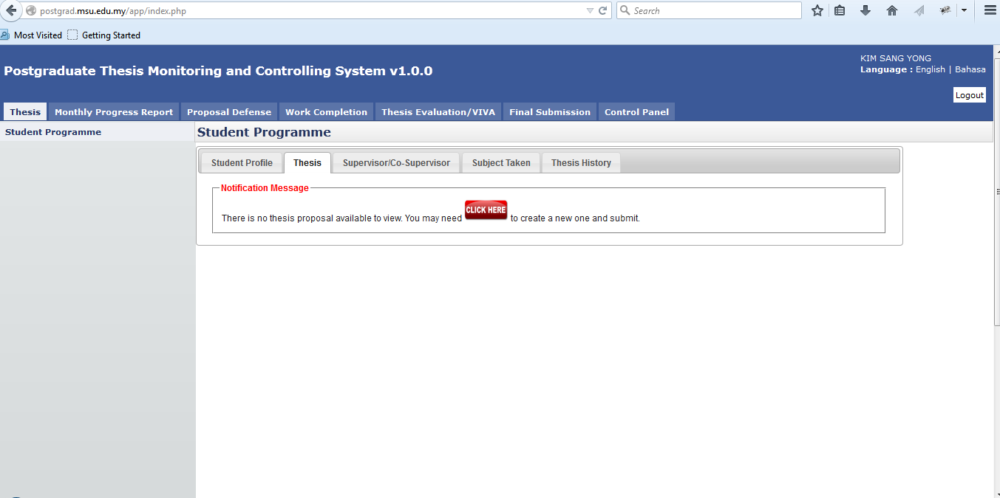 postgrad.msu.edu.my/app/index.php
Search
Most Visited
Getting Started
KIM SANG YONG
Postgraduate Thesis Monitoring and Controlling System v1.0.0
Language : English | Bahasa
Logout
Thesis Monthly Progress Report Proposal Defense Work Completion Thesis Evaluation/VIVA Final Submission Control Panel
Student Programme
Student Programme
Student Profile Thesis Supervisor/Co-Supervisor Subject Taken Thesis History
Notification Message
There is no thesis proposal available to view. You may need CLICK HERE to create a new one and submit.